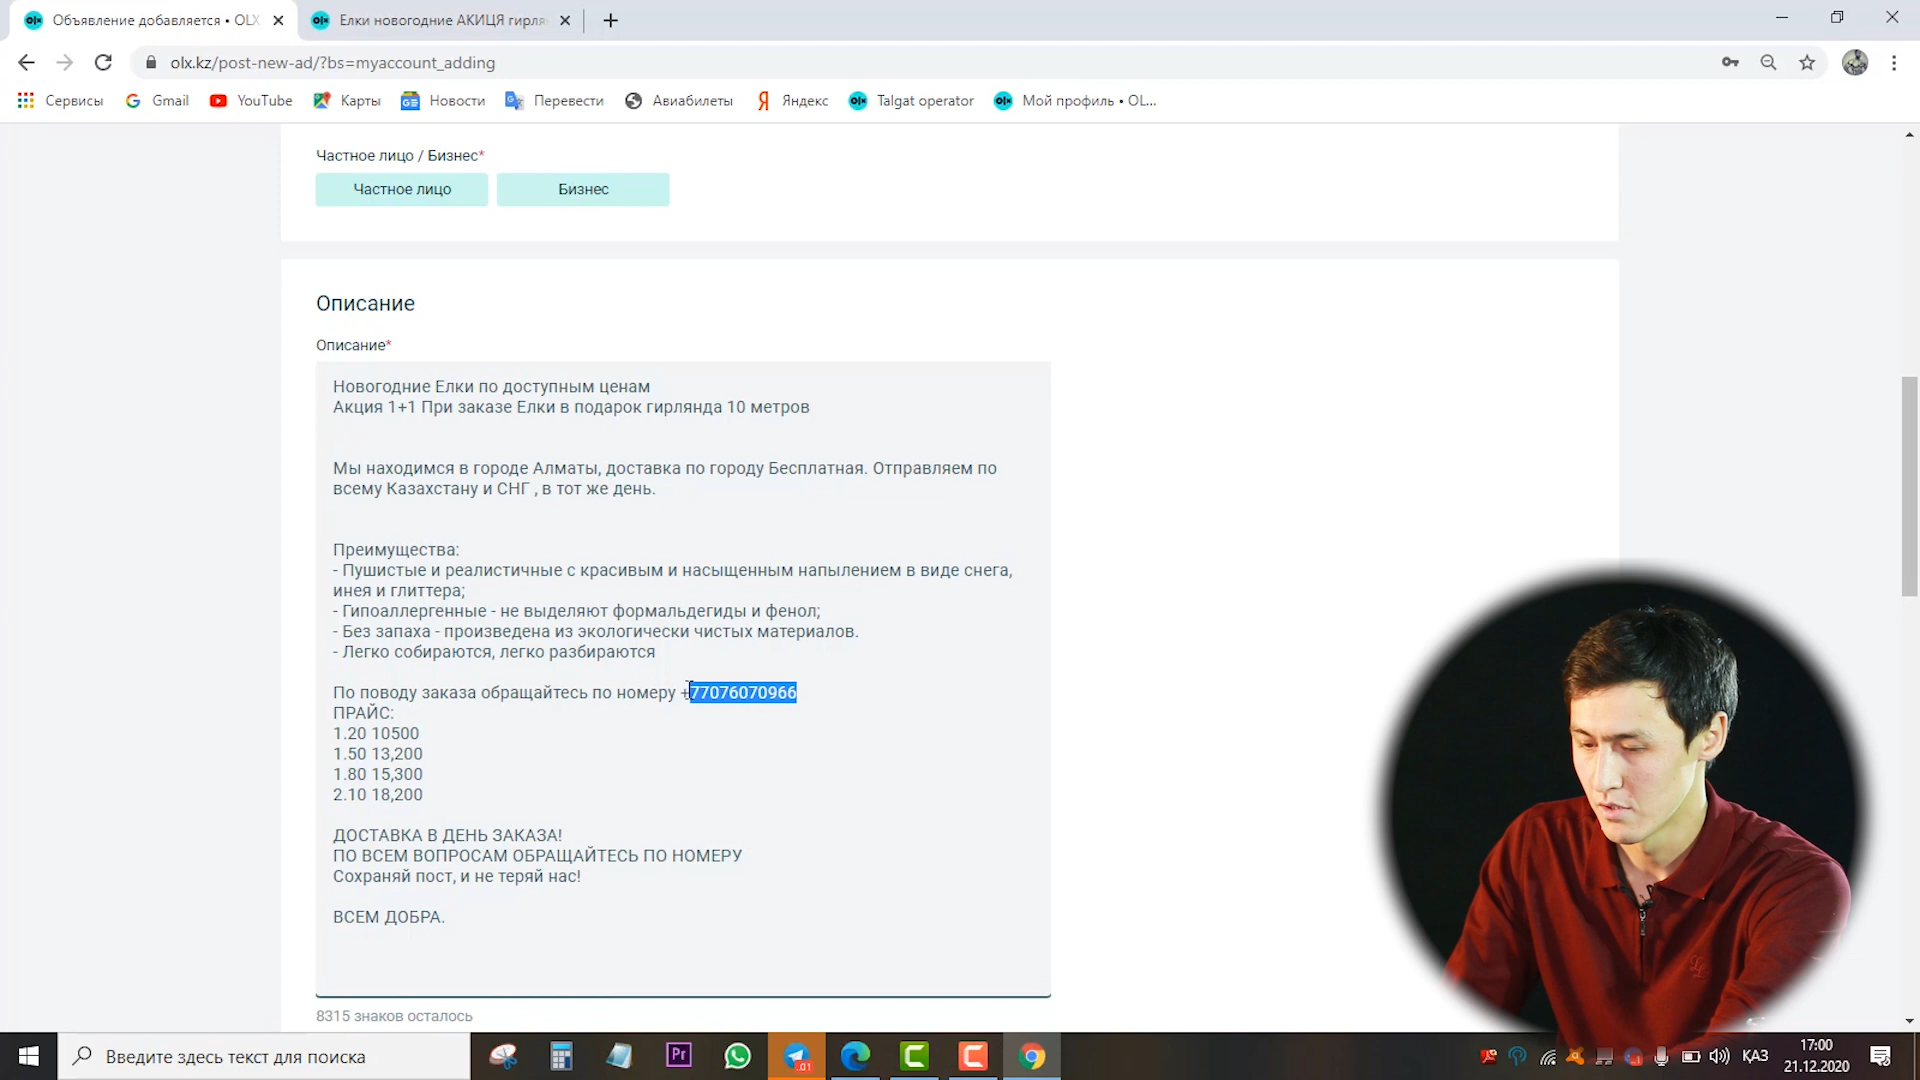 Объявление добавляется • OLX
Елки новогодние АКИЦЯ гирля
olx.kz/post-new-ad/?bs=myaccount_adding
Сервисы
Gmail
YouTube
Карты
Новости
Перевести
Авиабилеты
Яндекс
Talgat operator
Мой профиль • OL...
Частное лицо / Бизнес*
Частное лицо
Бизнес
Описание
Описание*
Новогодние Елки по доступным ценам
Акция 1+1 При заказе Елки в подарок гирлянда 10 метров
Мы находимся в городе Алматы, доставка по городу Бесплатная. Отправляем по
всему Казахстану и СНГ , в тот же день.
Преимущества:
- Пушистые и реалистичные с красивым и насыщенным напылением в виде снега,
инея и глиттера;
- Гипоаллергенные - не выделяют формальдегиды и фенол;
- Без запаха - произведена из экологически чистых материалов.
- Легко собираются, легко разбираются
По поводу заказа обращайтесь по номеру +77076070966
ПРАЙС:
1.20 10500
1.50 13,200
1.80 15,300
2.10 18,200
ДОСТАВКА В ДЕНЬ ЗАКАЗА!
ПО ВСЕМ ВОПРОСАМ ОБРАЩАЙТЕСЬ ПО НОМЕРУ
Сохраняй пост, и не теряй нас!
ВСЕМ ДОБРА.
8315 знаков осталось
Введите здесь текст для поиска
Pr
.01
ҚАЗ
17:00
21.12.2020